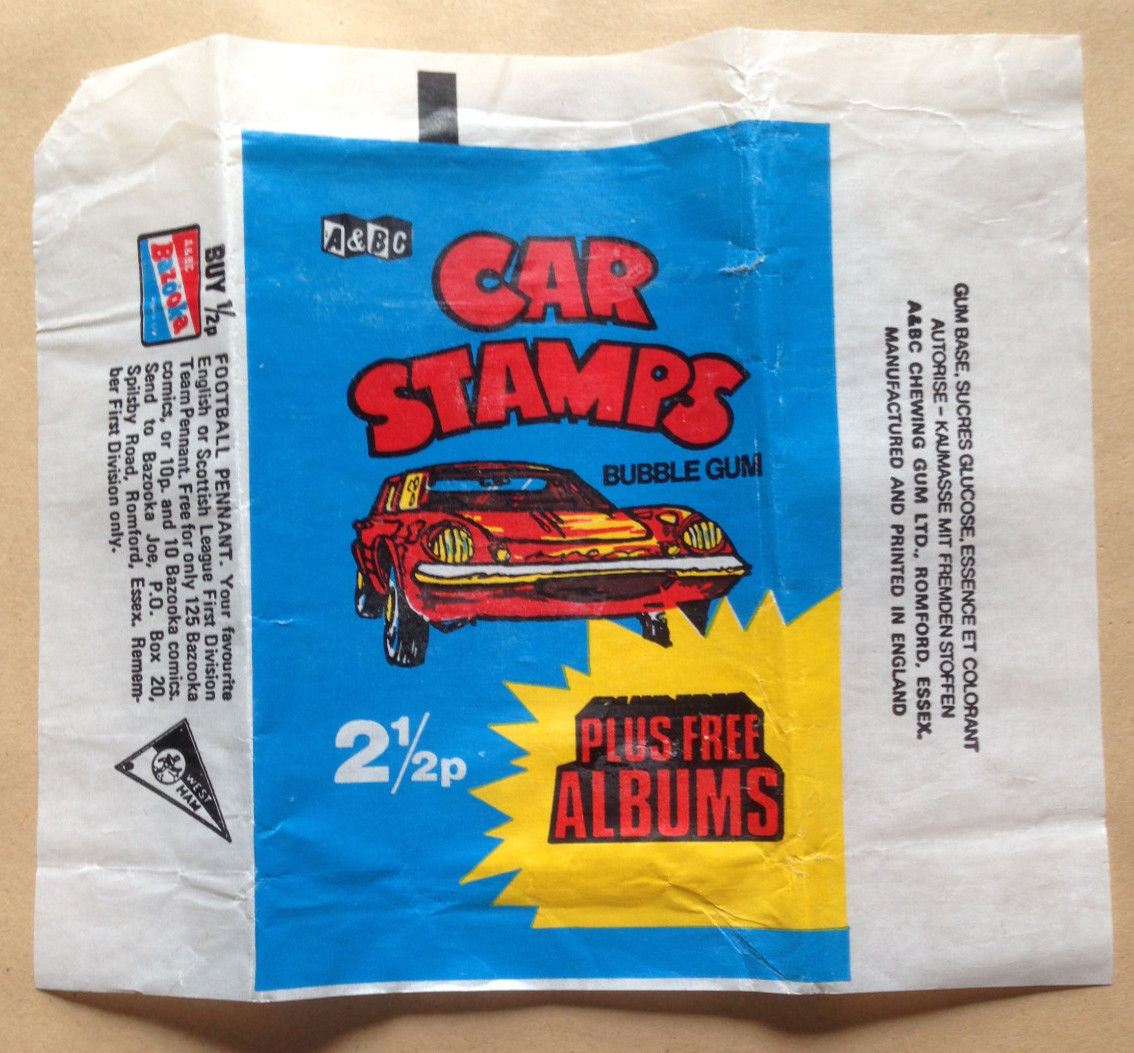 A&BC
CAR
STAMPS
BUBBLE GUM
2½p
PLUS FREE
ALBUMS
BUY ½p
A&BC
Bazooka
FOOTBALL PENNANT. Your favourite
English or Scottish League First Division
Team Pennant. Free for only 125 Bazooka
comics, or 10p. and 10 Bazooka comics.
Send to Bazooka Joe, P.O. Box 20,
Spilsby Road, Romford, Essex. Remem-
ber First Division only.
WEST
HAM
GUM BASE, SUCRES GLUCOSE, ESSENCE ET COLORANT
AUTORISE – KAUMASSE MIT FREMDEN STOFFEN
A&BC CHEWING GUM LTD., ROMFORD, ESSEX.
MANUFACTURED AND PRINTED IN ENGLAND